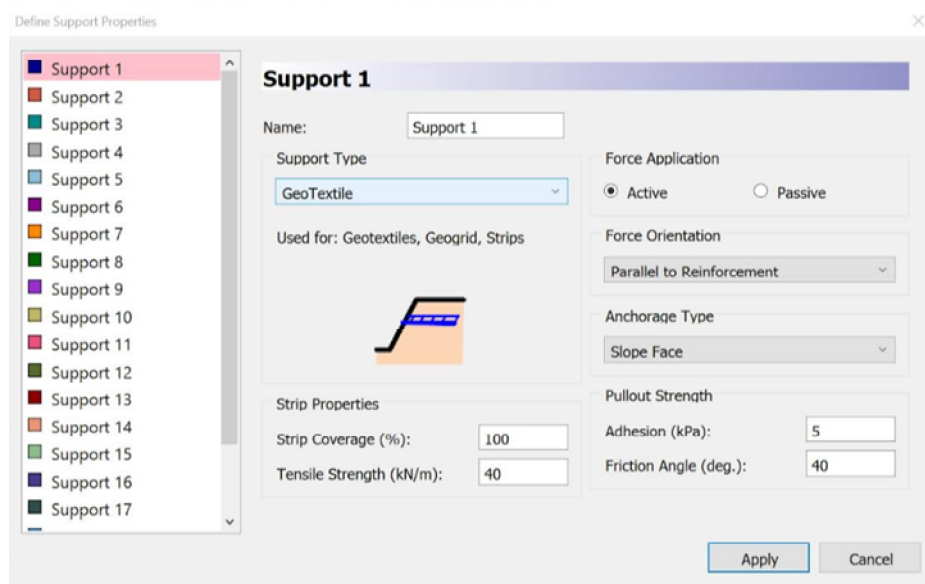 Define Support Properties
Support 1
Support 2
Support 3
Support 4
Support 5
Support 6
Support 7
Support 8
Support 9
Support 10
Support 11
Support 12
Support 13
Support 14
Support 15
Support 16
Support 17
Support 1
Name: Support 1
Support Type
GeoTextile
Used for: Geotextiles, Geogrid, Strips
Strip Properties
Strip Coverage (%): 100
Tensile Strength (kN/m): 40
Force Application
Active Passive
Force Orientation
Parallel to Reinforcement
Anchorage Type
Slope Face
Pullout Strength
Adhesion (kPa): 5
Friction Angle (deg.): 40
Apply Cancel